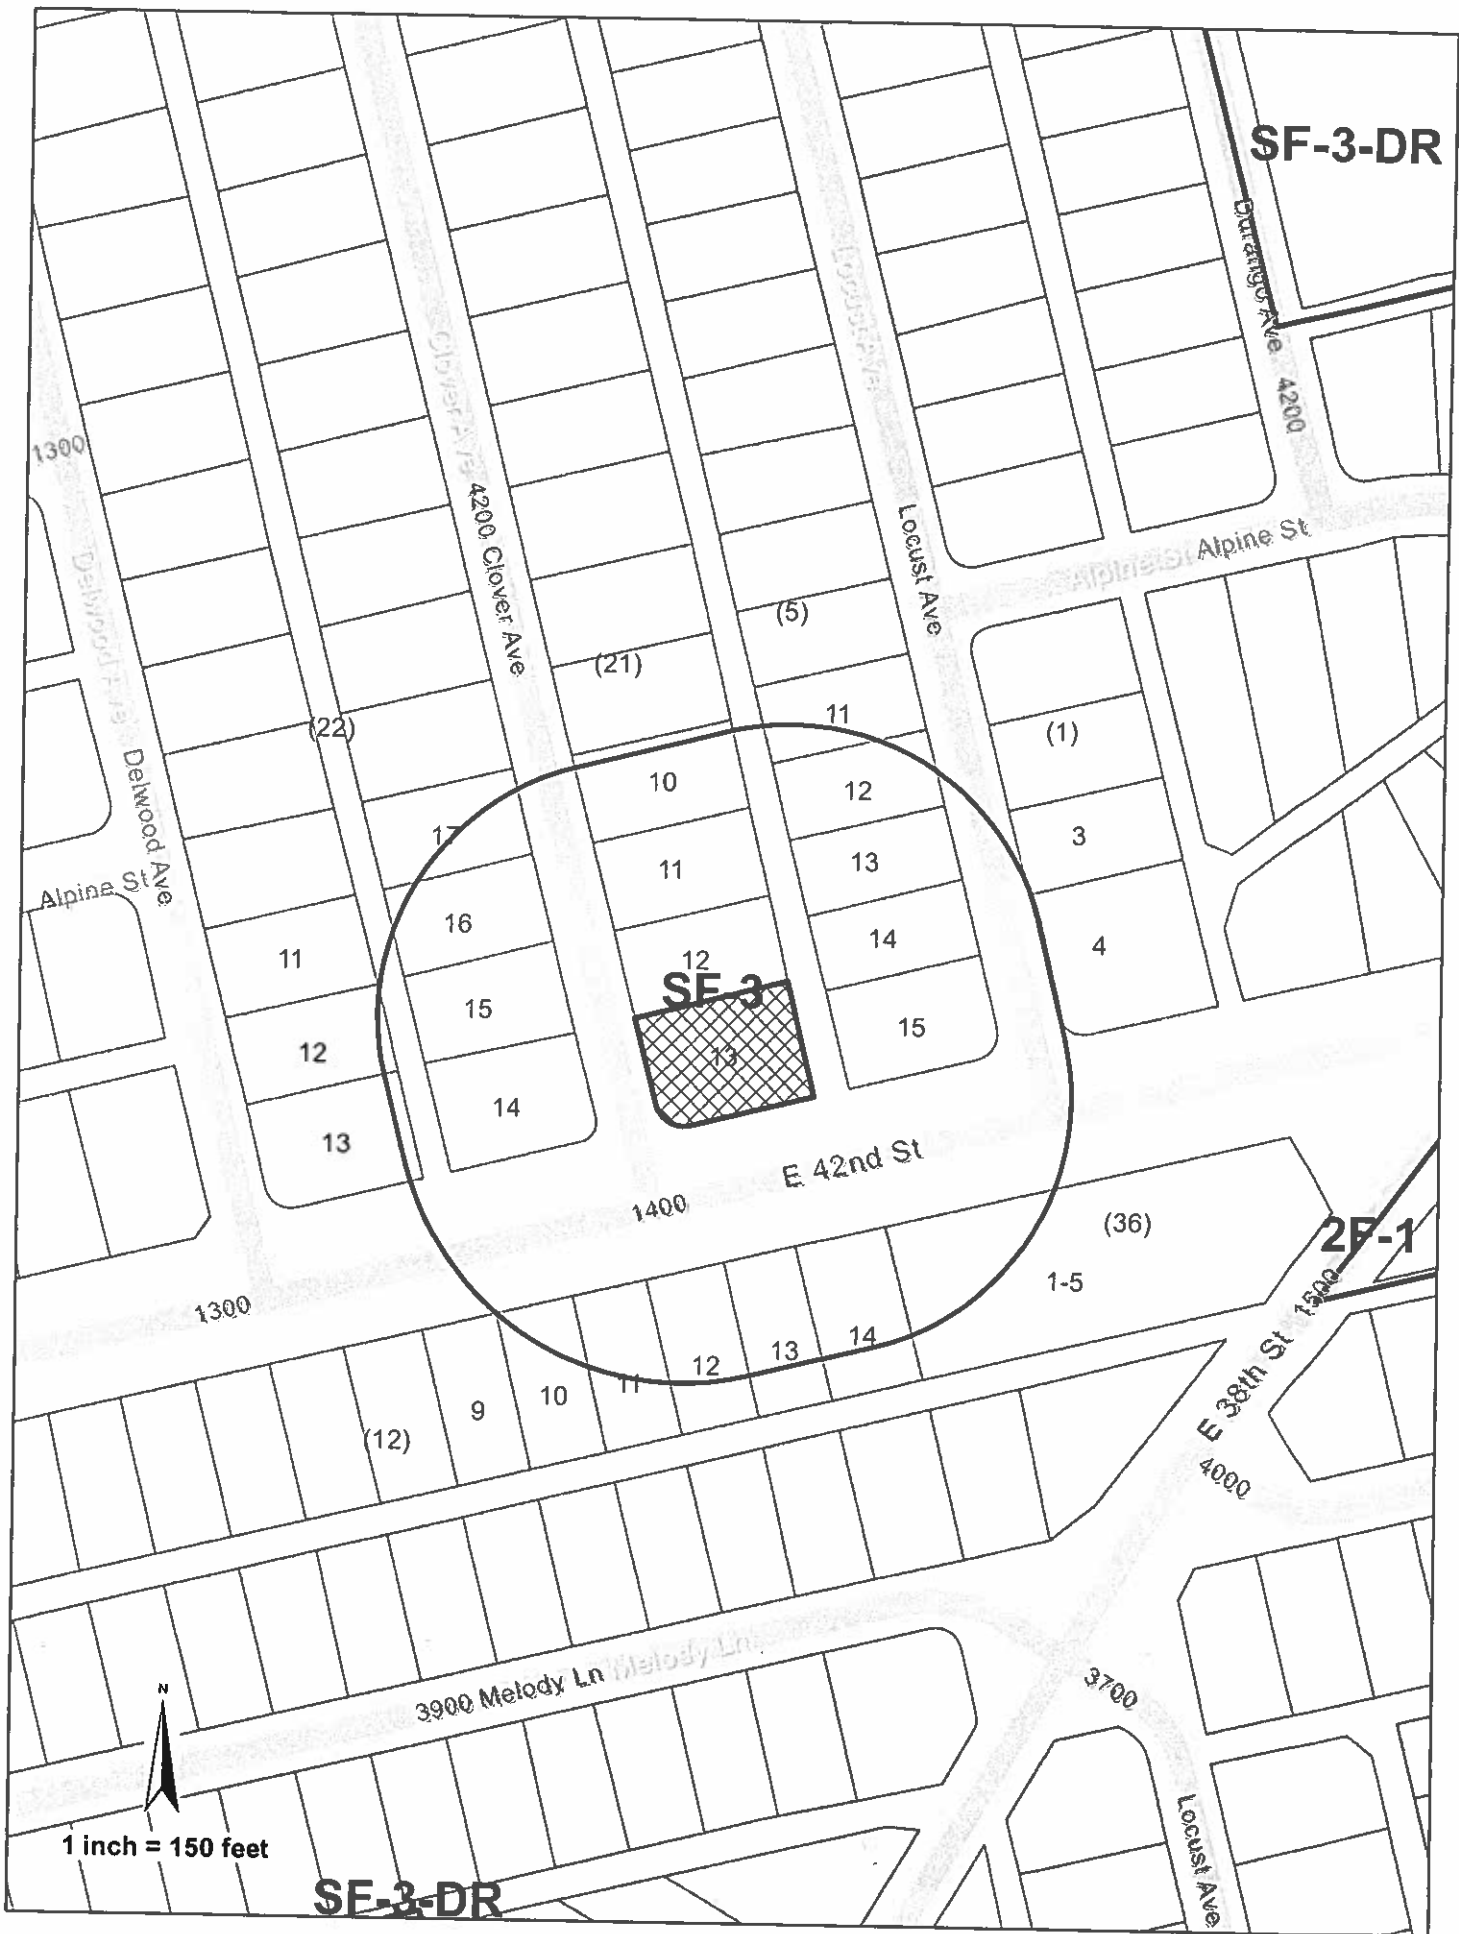 SF-3-DR
Durango Ave
4200
Clover Ave
Locust Ave
1300
4200 Clover Ave
Locust Ave
Alpine St
Alpine St
Delwood Ave
(5)
(21)
(22)
11
(1)
Delwood Ave
10
12
17
3
11
13
Alpine St
16
14
4
11
12
SF-3
15
15
12
13
14
13
E 42nd St
1400
(36)
2F-1
1-5
1300
1500
14
13
12
11
10
9
(12)
E 38th St
4000
3900 Melody Ln
Melody Ln
3700
N
1 inch = 150 feet
Locust Ave
SF-3-DR